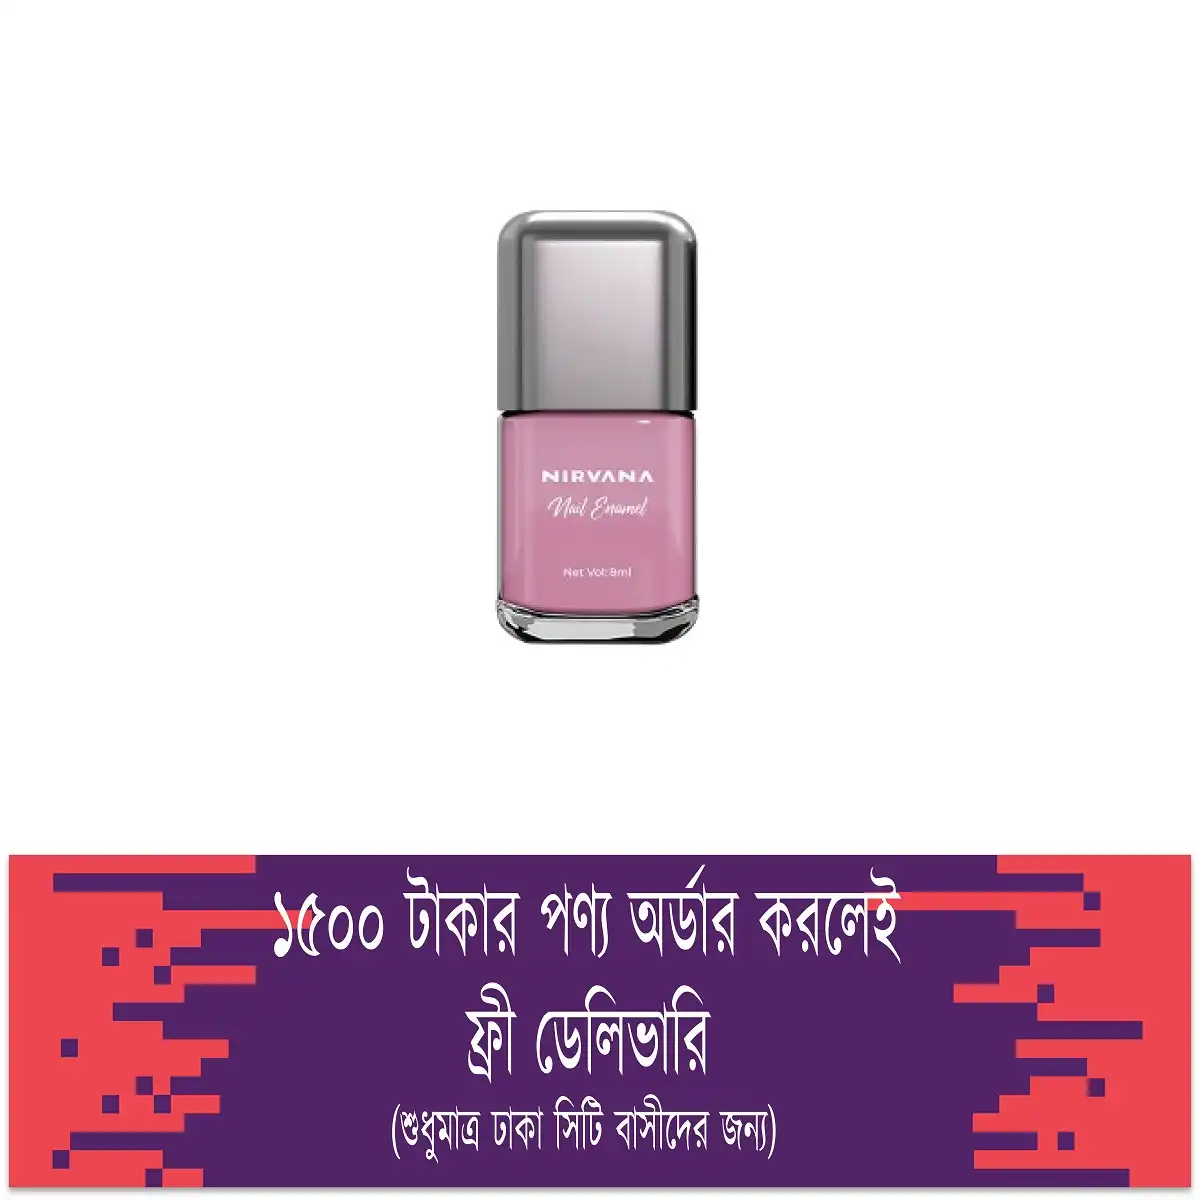 NIRVANA
Nail Enamel
Net Vol: 8ml
১৫০০ টাকার পণ্য অর্ডার করলেই
ফ্রী ডেলিভারি
(শুধুমাত্র ঢাকা সিটি বাসীদের জন্য)